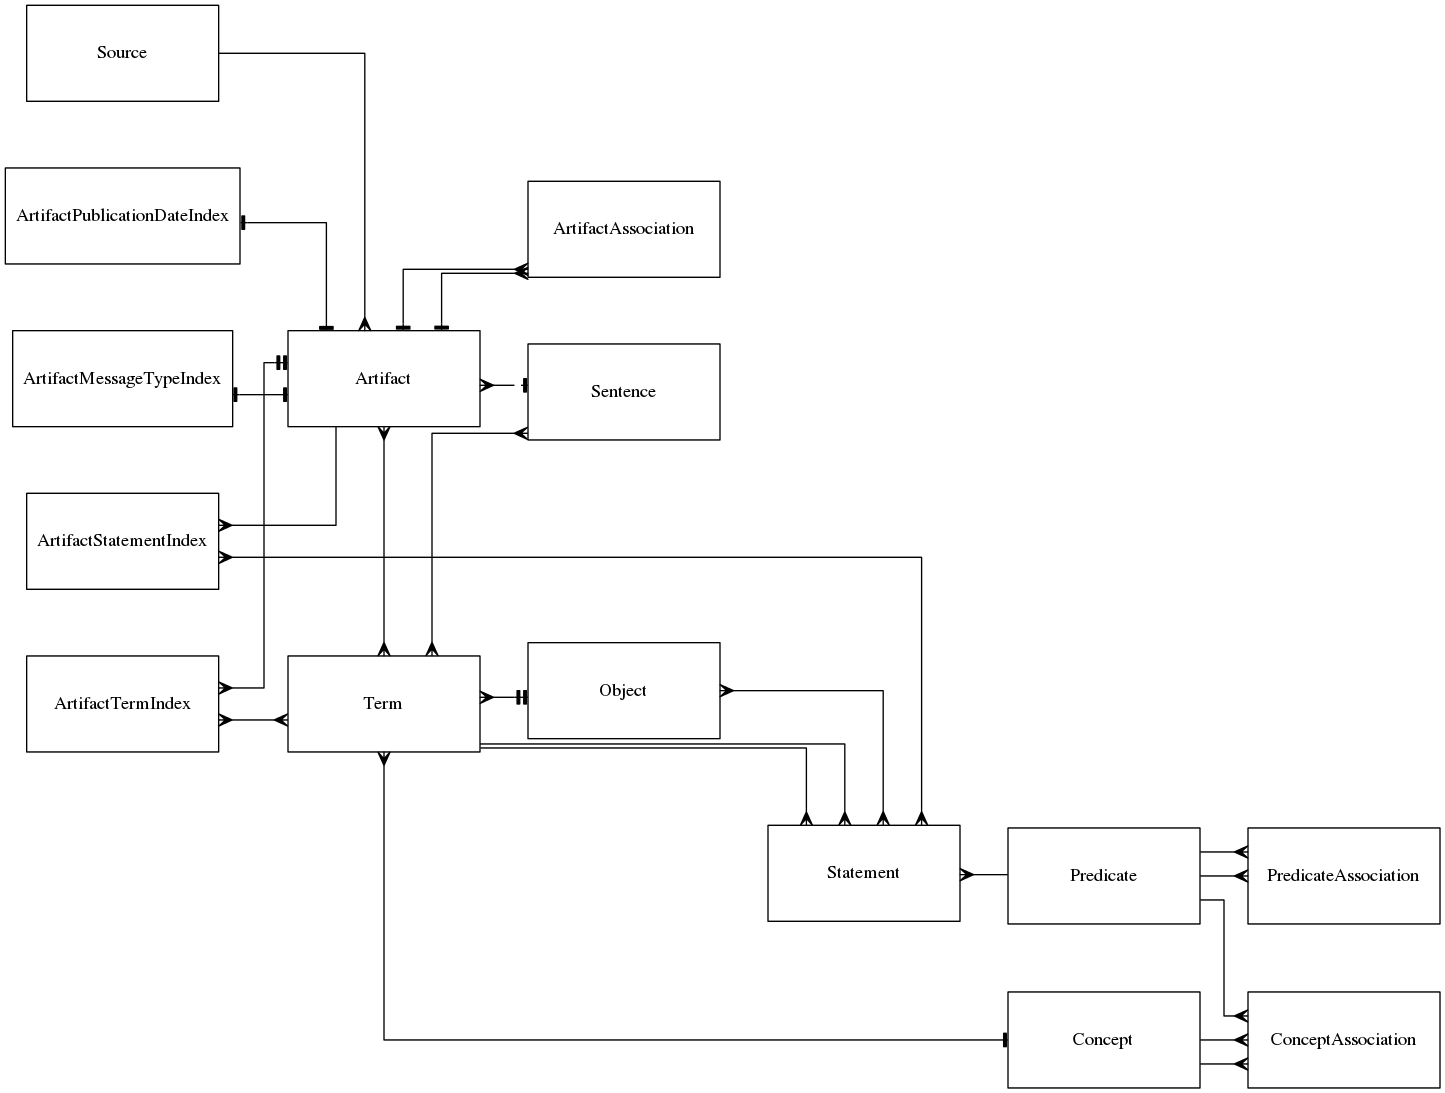 Source
ArtifactPublicationDateIndex
ArtifactAssociation
ArtifactMessageTypeIndex
Artifact
Sentence
ArtifactStatementIndex
ArtifactTermIndex
Term
Object
Statement
Predicate
PredicateAssociation
Concept
ConceptAssociation